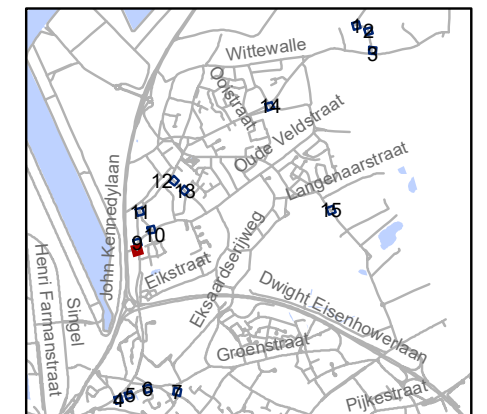 1
2
3
Wittewalle
Ooistraat
14
Oude Veldstraat
Langenaarstraat
12
13
15
11
10
9
John Kennedylaan
Eikstraat
Eksaardserijweg
Henri Farmanstraat
Singel
Dwight Eisenhowerlaan
Groenstraat
Pijkestraat
4
5
6
7